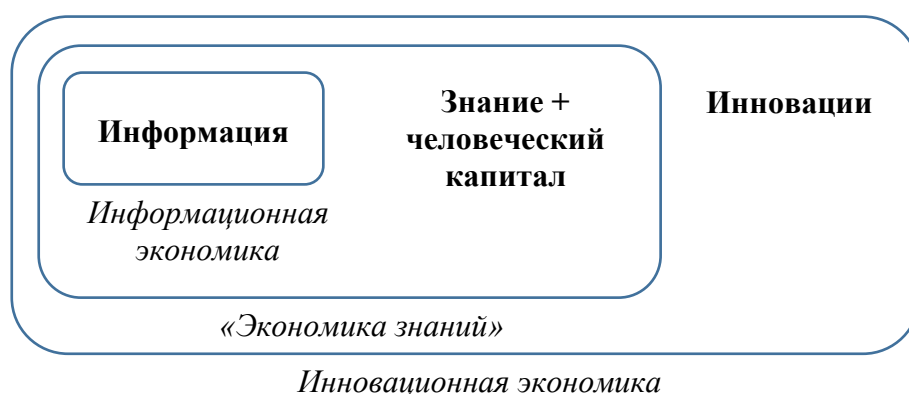 Информация
Знание +
человеческий
капитал
Инновации
Информационная
экономика
«Экономика знаний»
Инновационная экономика